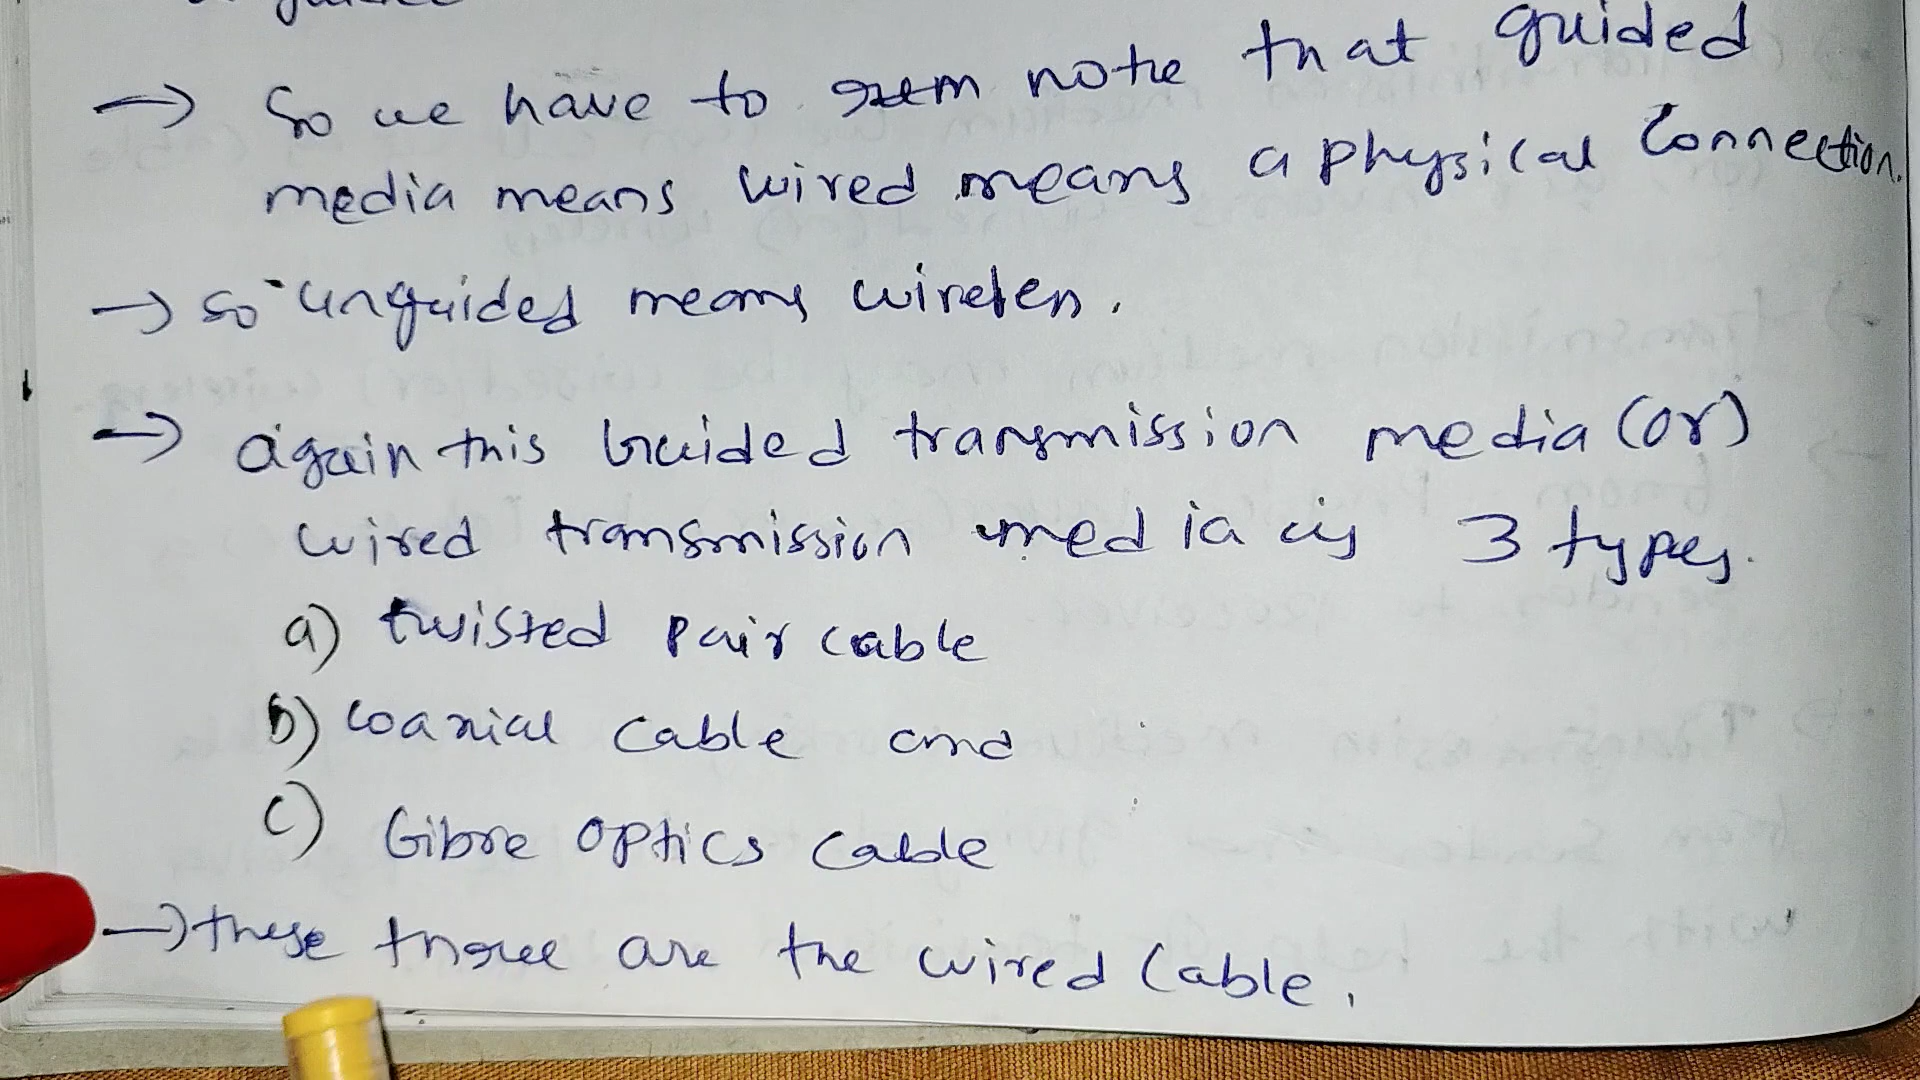 → So we have to rem note that guided
media means wired means a physical Connection.
→ so unguided means wireless.
→ again this Guided transmission media (or)
wired transmission media is 3 types.
a) twisted pair cable
b) coaxial cable and
c) Fibre optics cable
→ these three are the wired cable.